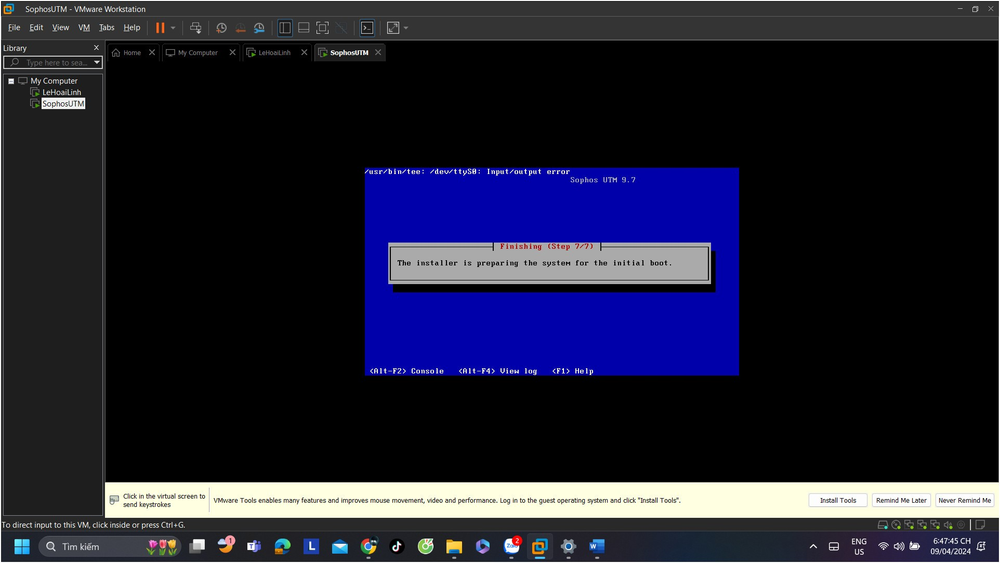 SophosUTM - VMware Workstation
File Edit View VM Tabs Help
Library
Type here to sea...
My Computer
LeHoaiLinh
SophosUTM
Home
My Computer
LeHoaiLinh
SophosUTM
/usr/bin/tee: /dev/ttyS0: Input/output error
Sophos UTM 9.7
Finishing (Step 7/7)
The installer is preparing the system for the initial boot.
<Alt-F2> Console <Alt-F4> View log <F1> Help
Click in the virtual screen to
send keystrokes
VMware Tools enables many features and improves mouse movement, video and performance. Log in to the guest operating system and click "Install Tools".
Install Tools
Remind Me Later
Never Remind Me
To direct input to this VM, click inside or press Ctrl+G.
Tìm kiếm
1
L
Zalo
2
W
ENG
US
6:47:45 CH
09/04/2024